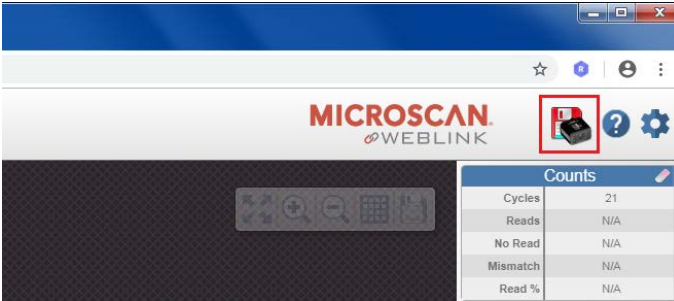 MICROSCAN.
WEBLINK
Counts
Cycles 21
Reads N/A
No Read N/A
Mismatch N/A
Read % N/A